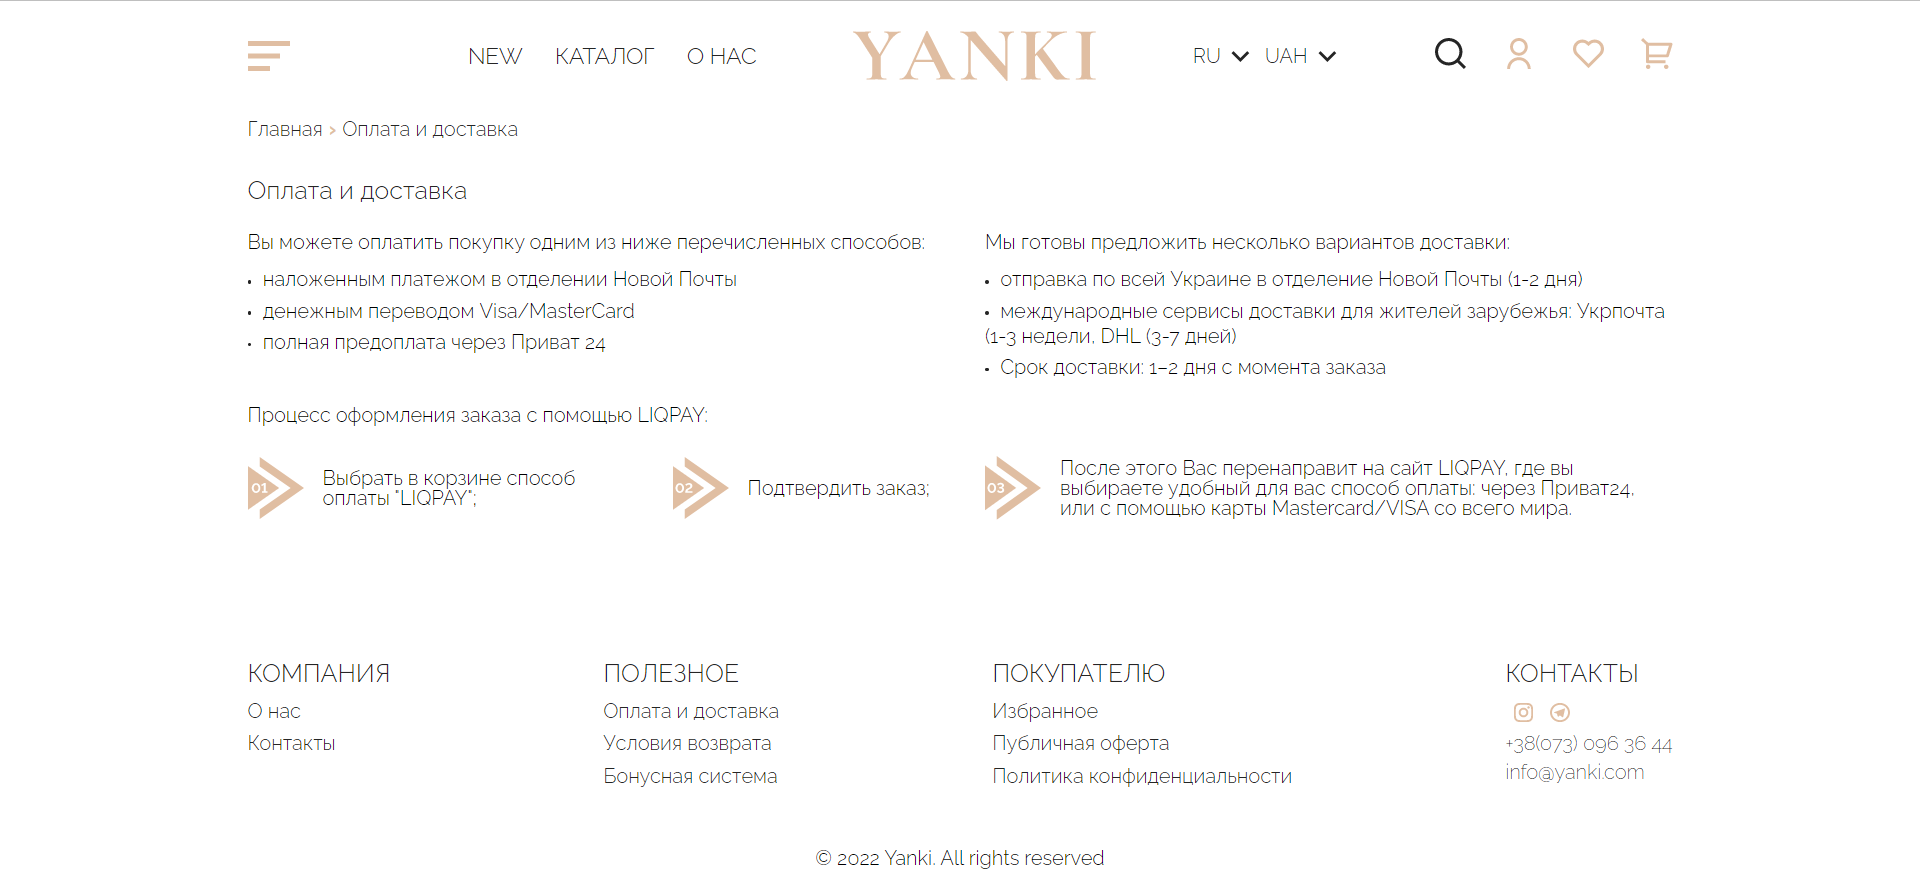 NEW КАТАЛОГ О НАС YANKI RU UAH
Главная > Оплата и доставка
Оплата и доставка
Вы можете оплатить покупку одним из ниже перечисленных способов:
• наложенным платежом в отделении Новой Почты
• денежным переводом Visa/MasterCard
• полная предоплата через Приват 24
Мы готовы предложить несколько вариантов доставки:
• отправка по всей Украине в отделение Новой Почты (1-2 дня)
• международные сервисы доставки для жителей зарубежья: Укрпочта
(1-3 недели, DHL (3-7 дней)
• Срок доставки: 1–2 дня с момента заказа
Процесс оформления заказа с помощью LIQPAY:
01
Выбрать в корзине способ
оплаты "LIQPAY";
02
Подтвердить заказ;
03
После этого Вас перенаправит на сайт LIQPAY, где вы
выбираете удобный для вас способ оплаты: через Приват24,
или с помощью карты Mastercard/VISA со всего мира.
КОМПАНИЯ
О нас
Контакты
ПОЛЕЗНОЕ
Оплата и доставка
Условия возврата
Бонусная система
ПОКУПАТЕЛЮ
Избранное
Публичная оферта
Политика конфиденциальности
КОНТАКТЫ
+38(073) 096 36 44
info@yanki.com
© 2022 Yanki. All rights reserved